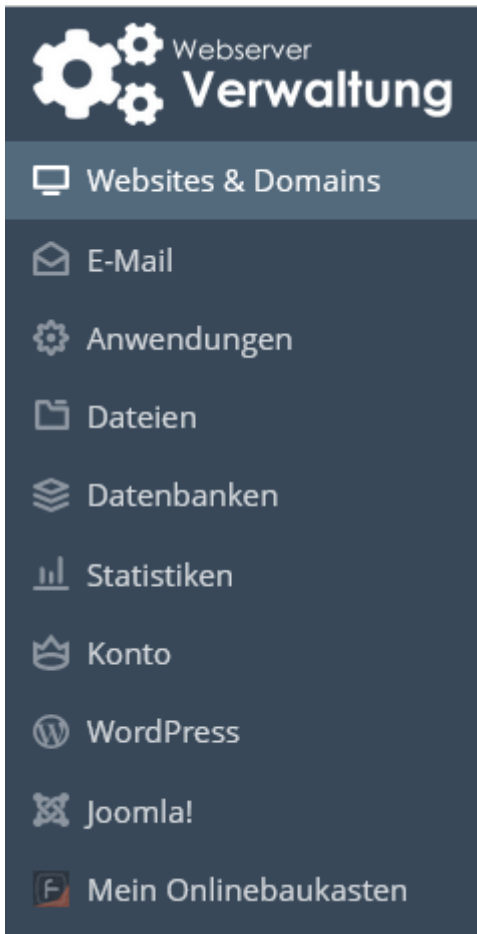 Webserver
Verwaltung
Websites & Domains
E-Mail
Anwendungen
Dateien
Datenbanken
Statistiken
Konto
WordPress
Joomla!
Mein Onlinebaukasten